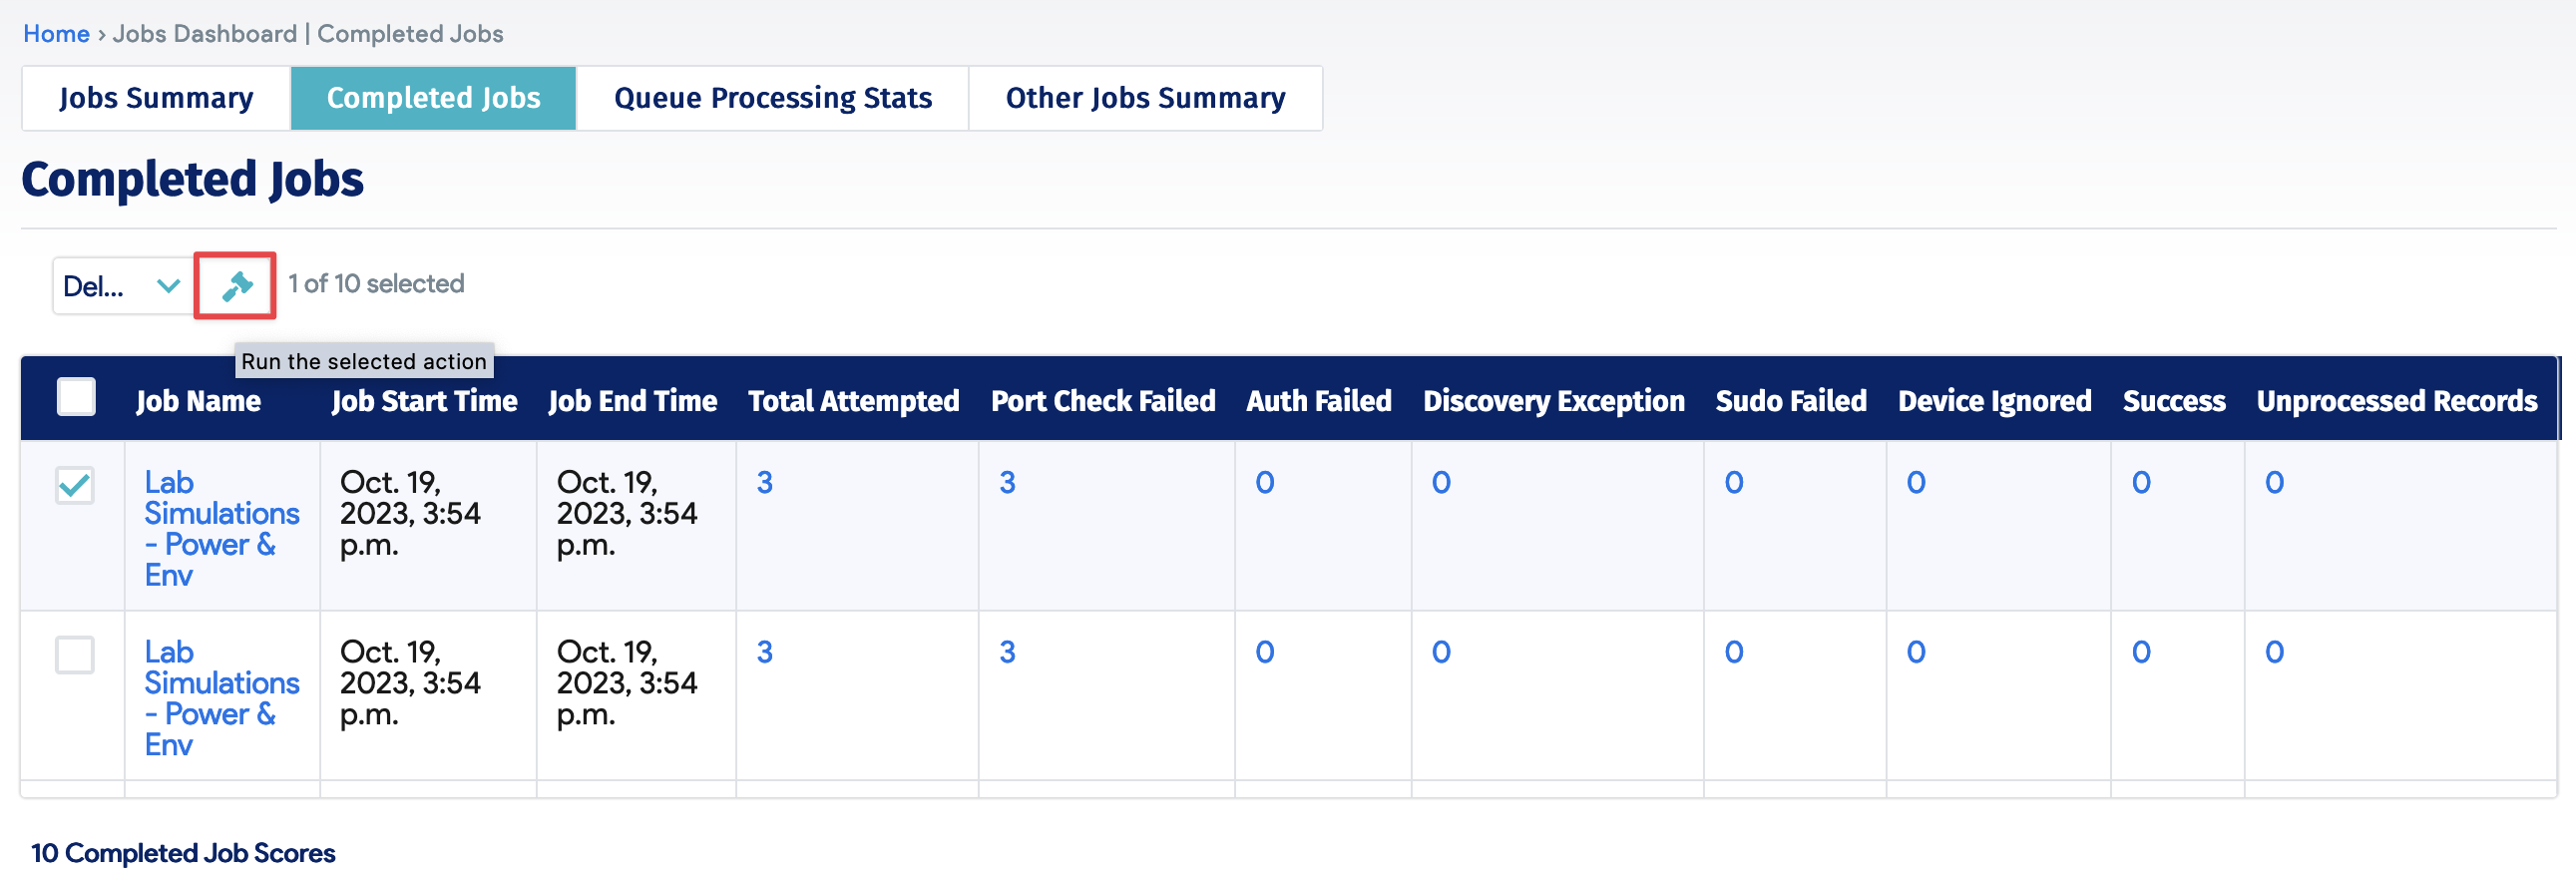 Home › Jobs Dashboard | Completed Jobs
Jobs Summary
Completed Jobs
Queue Processing Stats
Other Jobs Summary
Completed Jobs
Del...
1 of 10 selected
Run the selected action
Job Name
Job Start Time
Job End Time
Total Attempted
Port Check Failed
Auth Failed
Discovery Exception
Sudo Failed
Device Ignored
Success
Unprocessed Records
Lab
Simulations
- Power &
Env
Oct. 19,
2023, 3:54
p.m.
Oct. 19,
2023, 3:54
p.m.
3
3
0
0
0
0
0
0
Lab
Simulations
- Power &
Env
Oct. 19,
2023, 3:54
p.m.
Oct. 19,
2023, 3:54
p.m.
3
3
0
0
0
0
0
0
10 Completed Job Scores